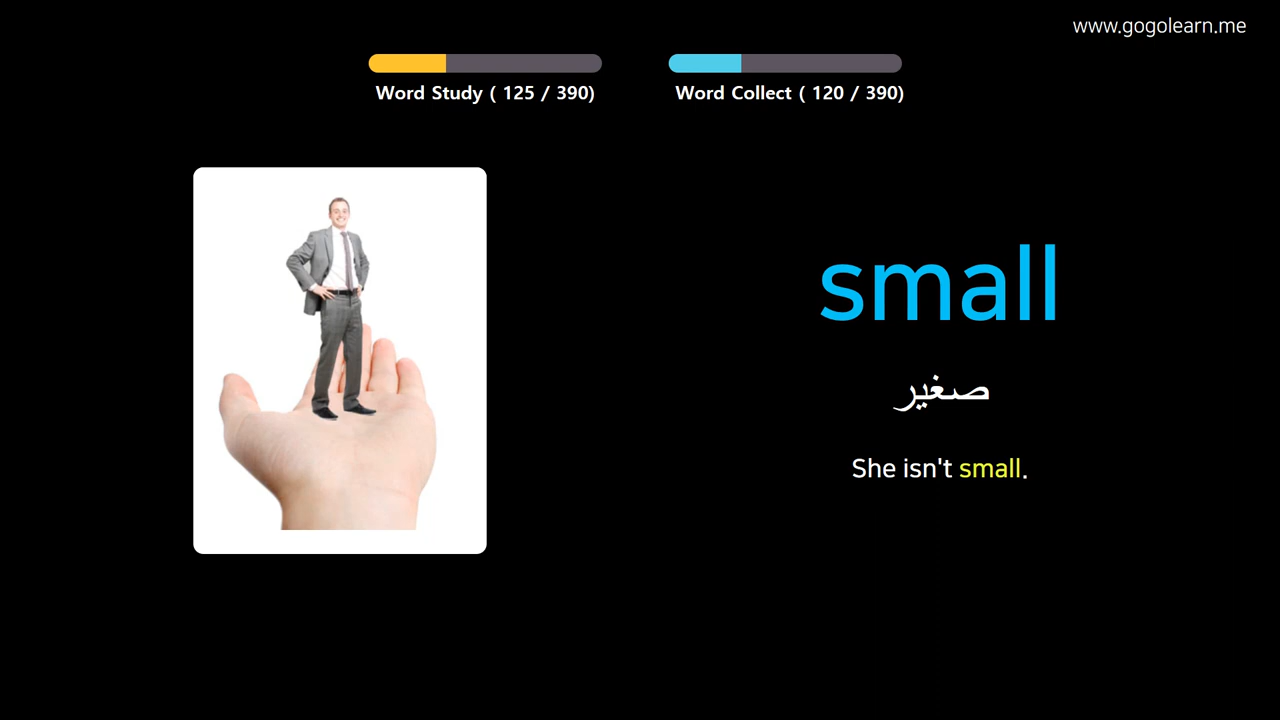 www.gogolearn.me
Word Study ( 125 / 390)
Word Collect ( 120 / 390)
small
صغير
She isn't small.